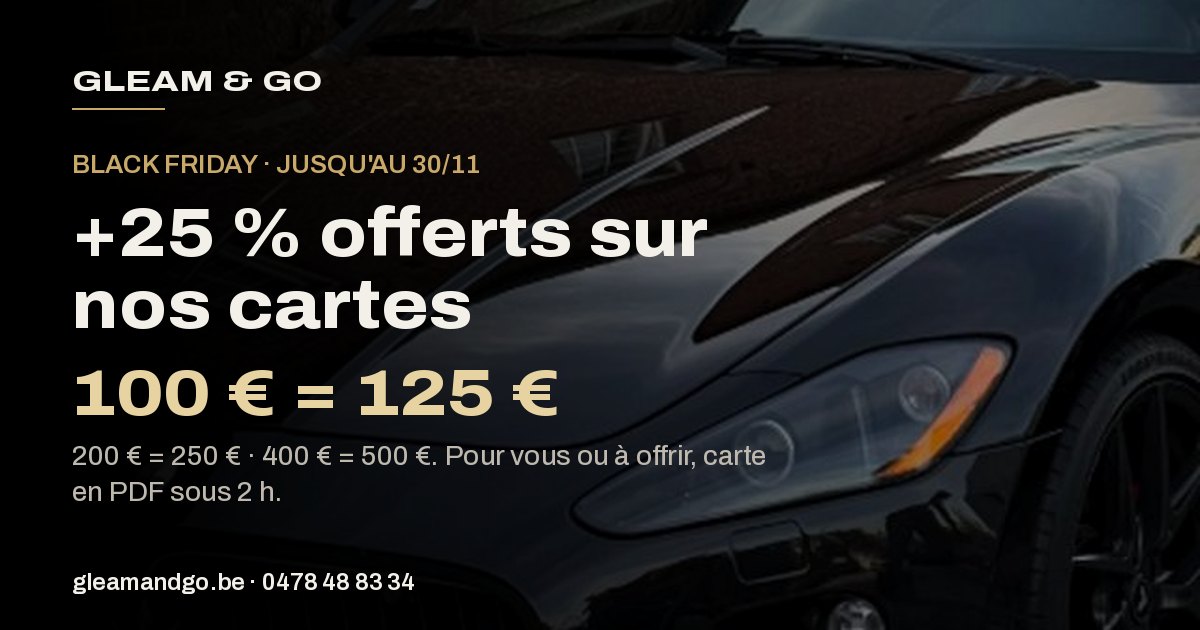 GLEAM & GO
BLACK FRIDAY · JUSQU'AU 30/11
+25 % offerts sur
nos cartes
100 € = 125 €
200 € = 250 € · 400 € = 500 €. Pour vous ou à offrir, carte
en PDF sous 2 h.
gleamandgo.be · 0478 48 83 34